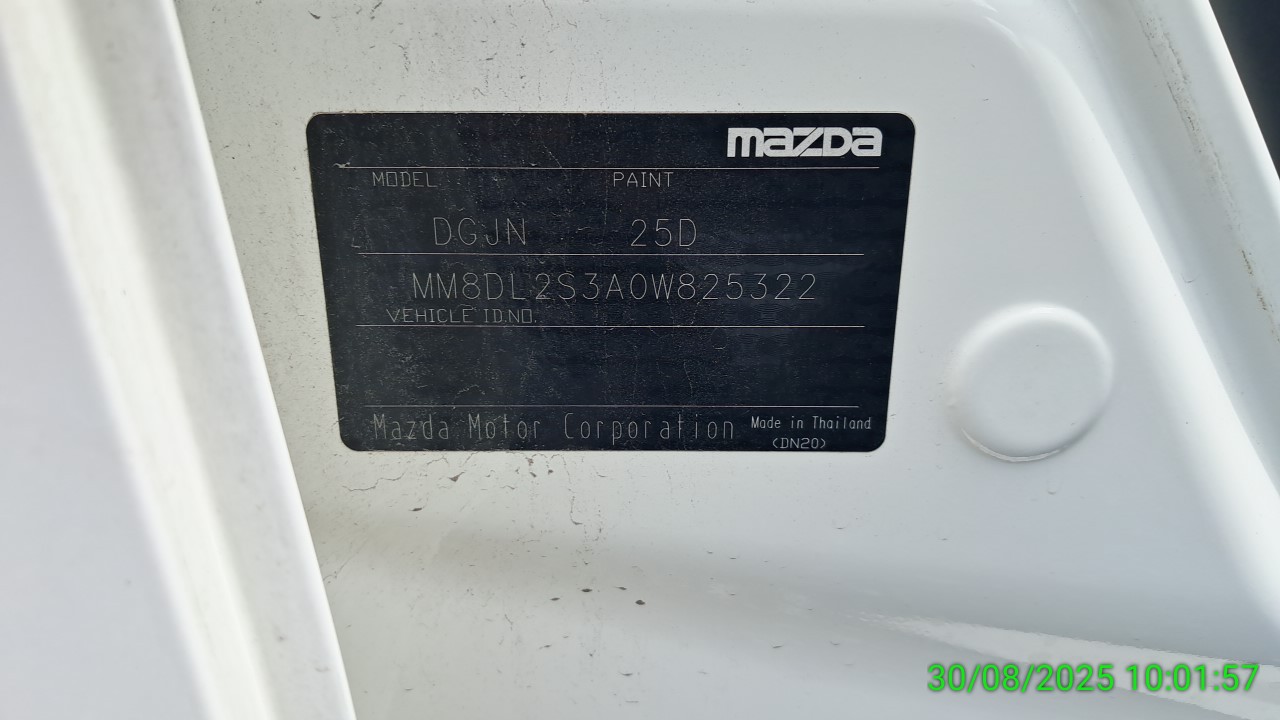 mazda
MODEL PAINT
DGJN 25D
MM8DL2S3A0W825322
VEHICLE ID.NO.
Mazda Motor Corporation Made in Thailand
(DN20)
30/08/2025 10:01:57